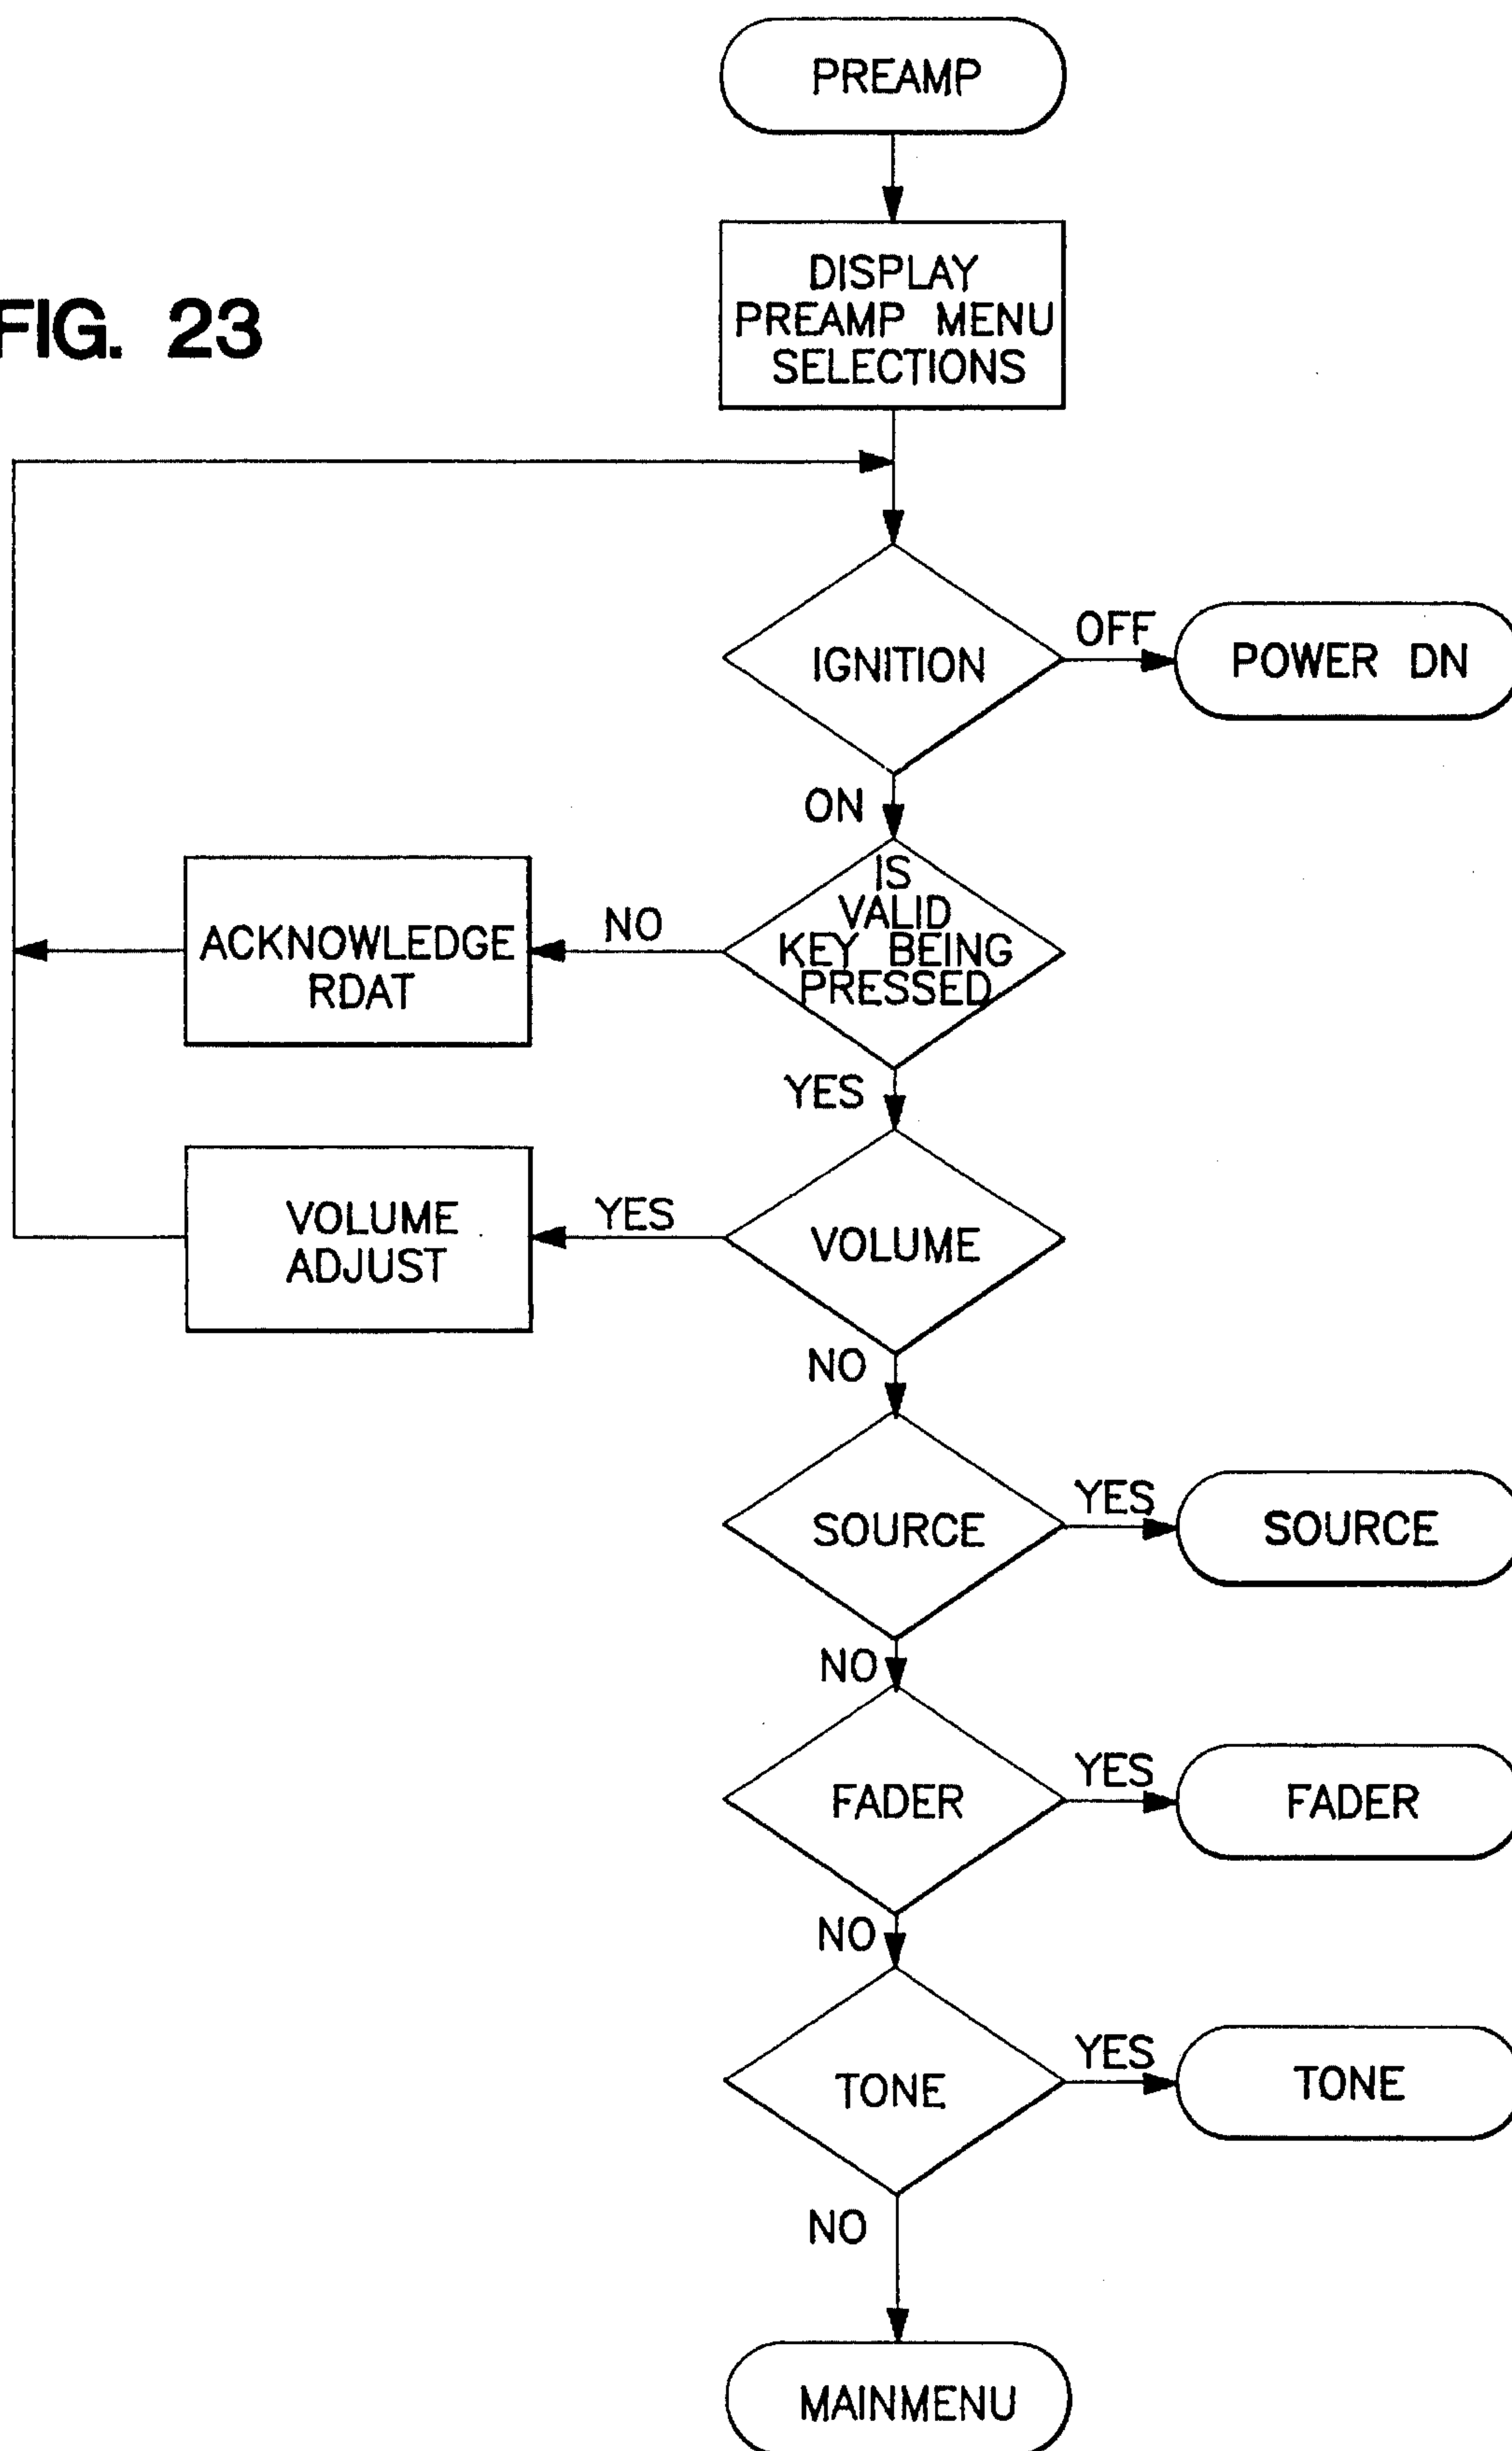 PREAMP
DISPLAY
PREAMP MENU
SELECTIONS
FIG. 23
IGNITION
OFF
POWER DN
ON
IS
VALID
KEY BEING
PRESSED
NO
ACKNOWLEDGE
RDAT
YES
VOLUME
YES
VOLUME
ADJUST
NO
SOURCE
YES
SOURCE
NO
FADER
YES
FADER
NO
TONE
YES
TONE
NO
MAINMENU